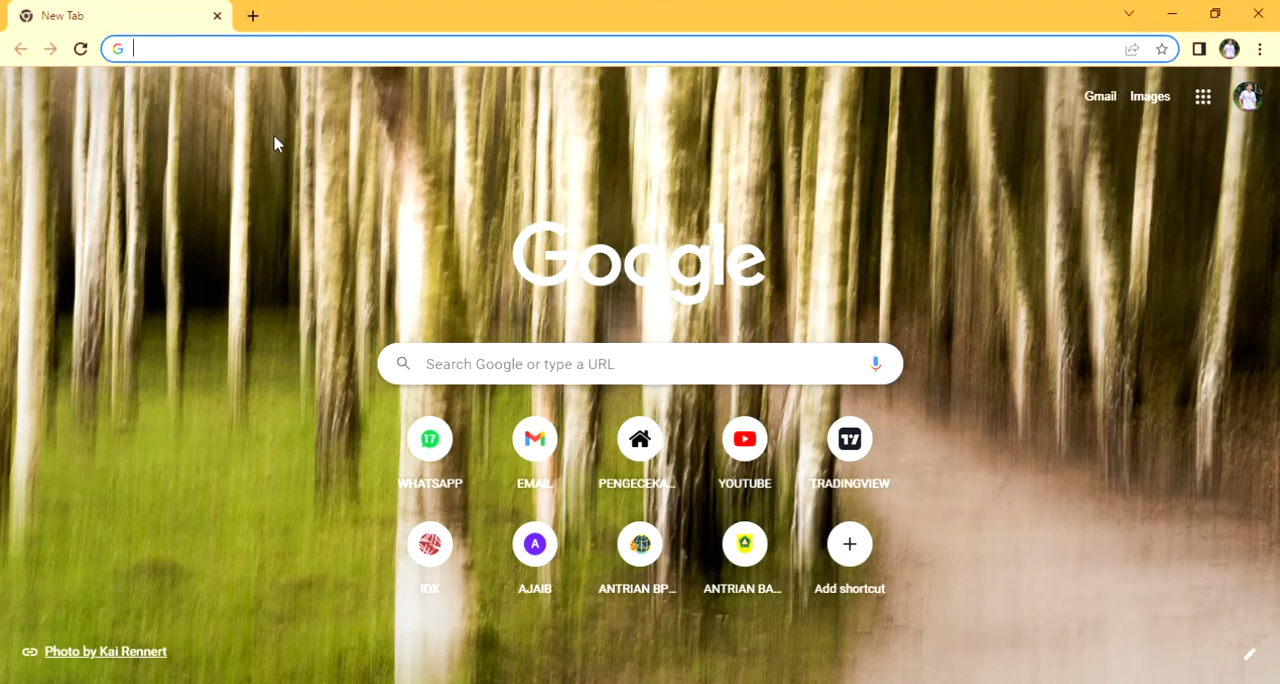 New Tab
Gmail Images
Google
Search Google or type a URL
17
WHATSAPP EMAIL PENGECEKA... YOUTUBE TRADINGVIEW
A
IDX AJAIB ANTRIAN BP... ANTRIAN BA... Add shortcut
Photo by Kai Rennert